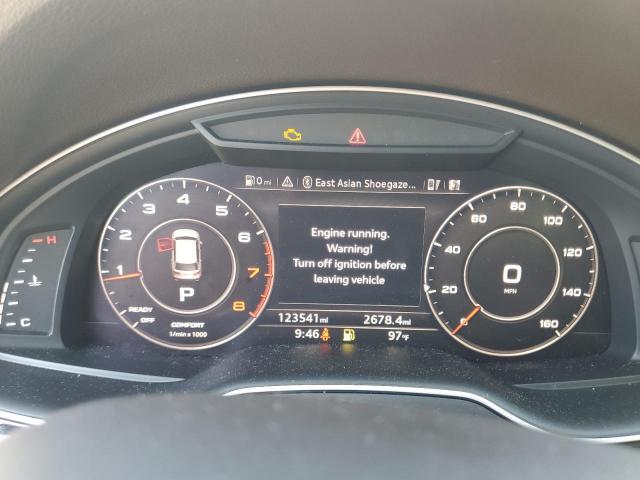 0 mi East Asian Shoegaze...
1 2 3 4 5 6 7 8
READY
OFF
P
COMFORT
1/min x 1000
Engine running.
Warning!
Turn off ignition before
leaving vehicle
0 20 40 60 80 100 120 140 160
0
MPH
H
C
123541 mi 2678.4 mi
9:46 97°F